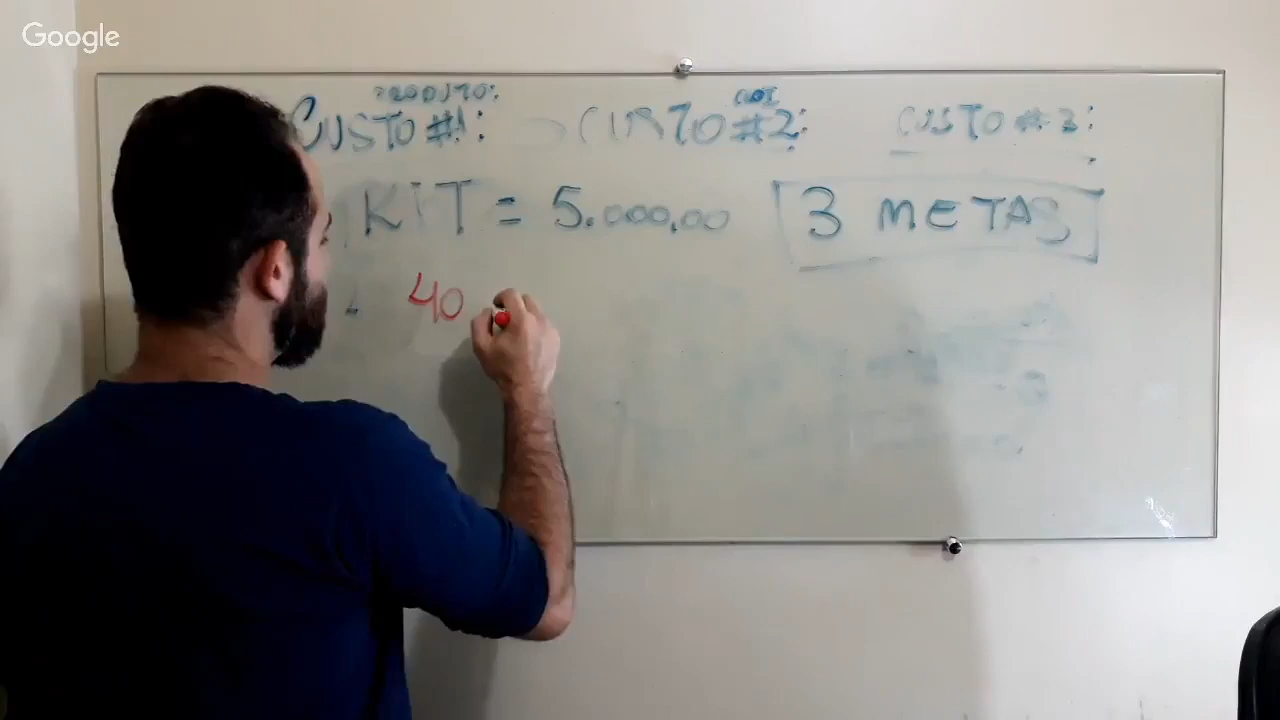 Google
PRODUTO:
CUSTO #1: CUSTO #2: CUSTO #3:
KIT = 5.000,00 3 METAS
40